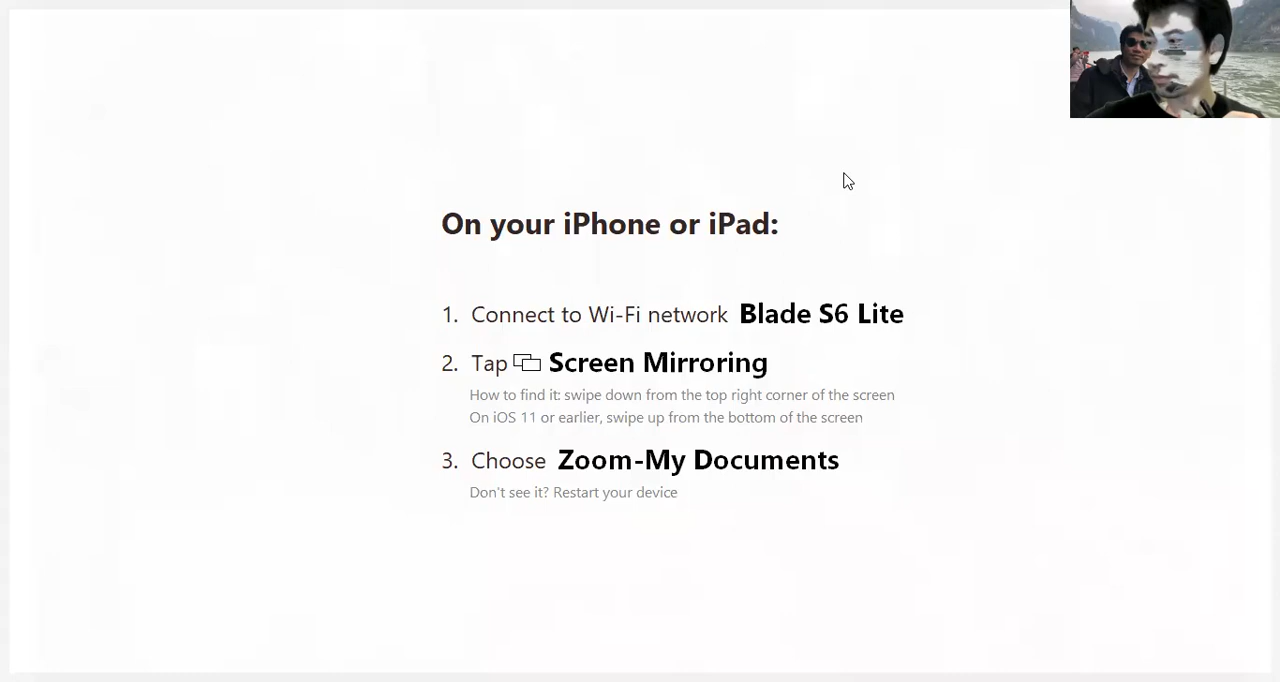 On your iPhone or iPad:
1. Connect to Wi-Fi network Blade S6 Lite
2. Tap Screen Mirroring
How to find it: swipe down from the top right corner of the screen
On iOS 11 or earlier, swipe up from the bottom of the screen
3. Choose Zoom-My Documents
Don't see it? Restart your device